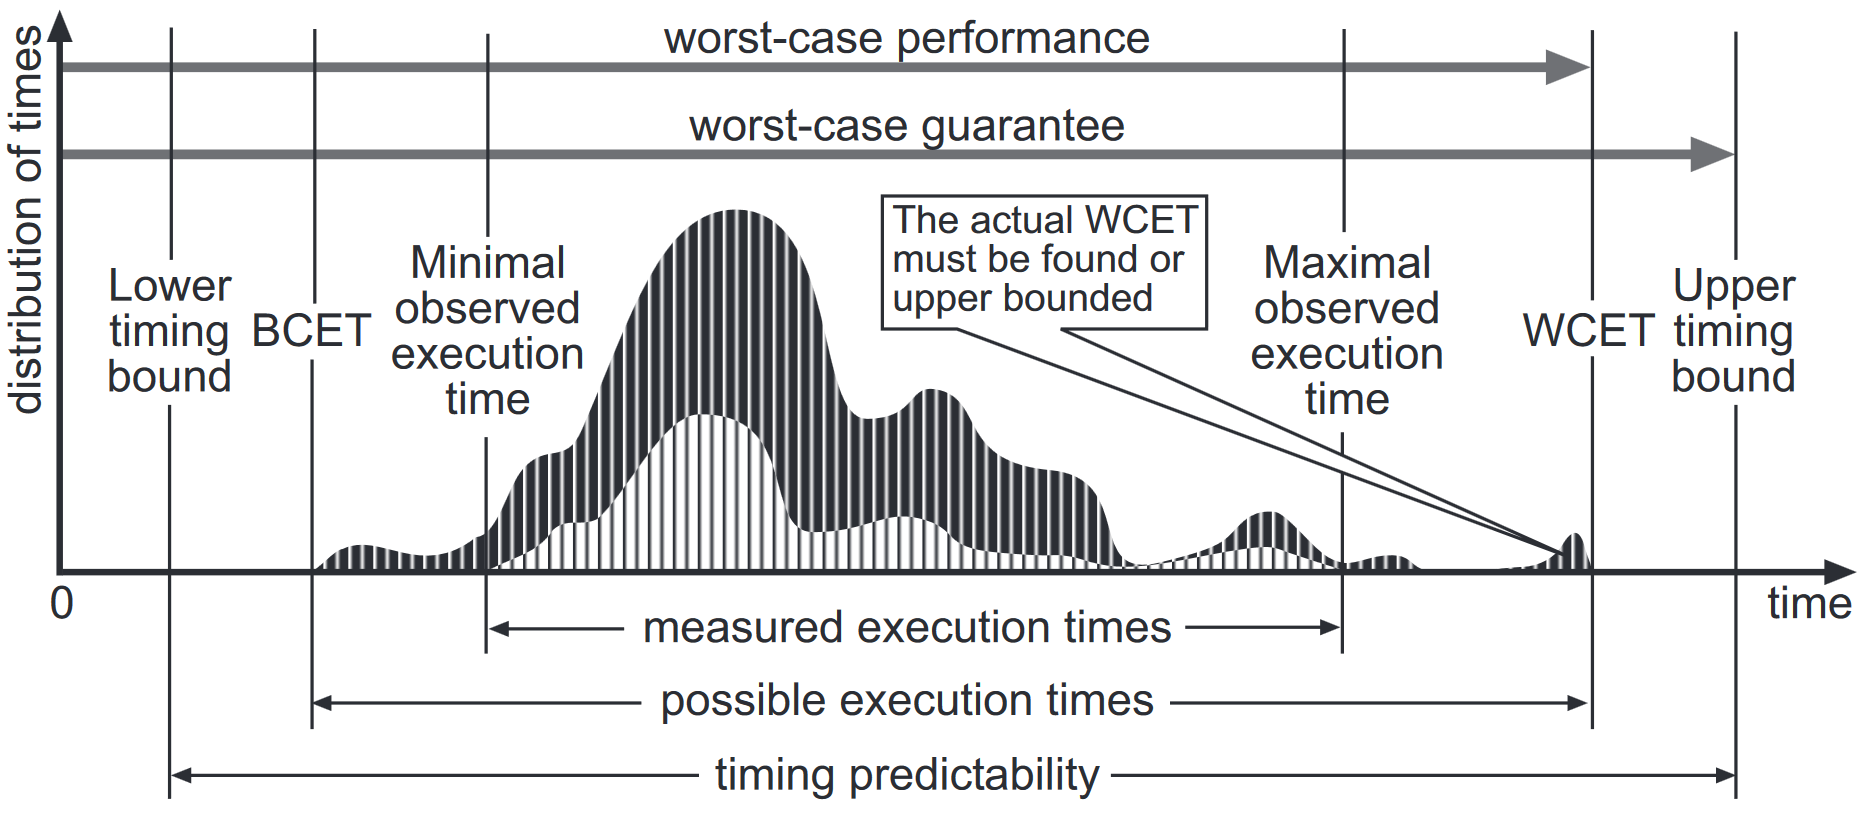 distribution of times
worst-case performance
worst-case guarantee
The actual WCET
must be found or
upper bounded
Lower
timing
bound
BCET
Minimal
observed
execution
time
Maximal
observed
execution
time
WCET
Upper
timing
bound
0
time
measured execution times
possible execution times
timing predictability